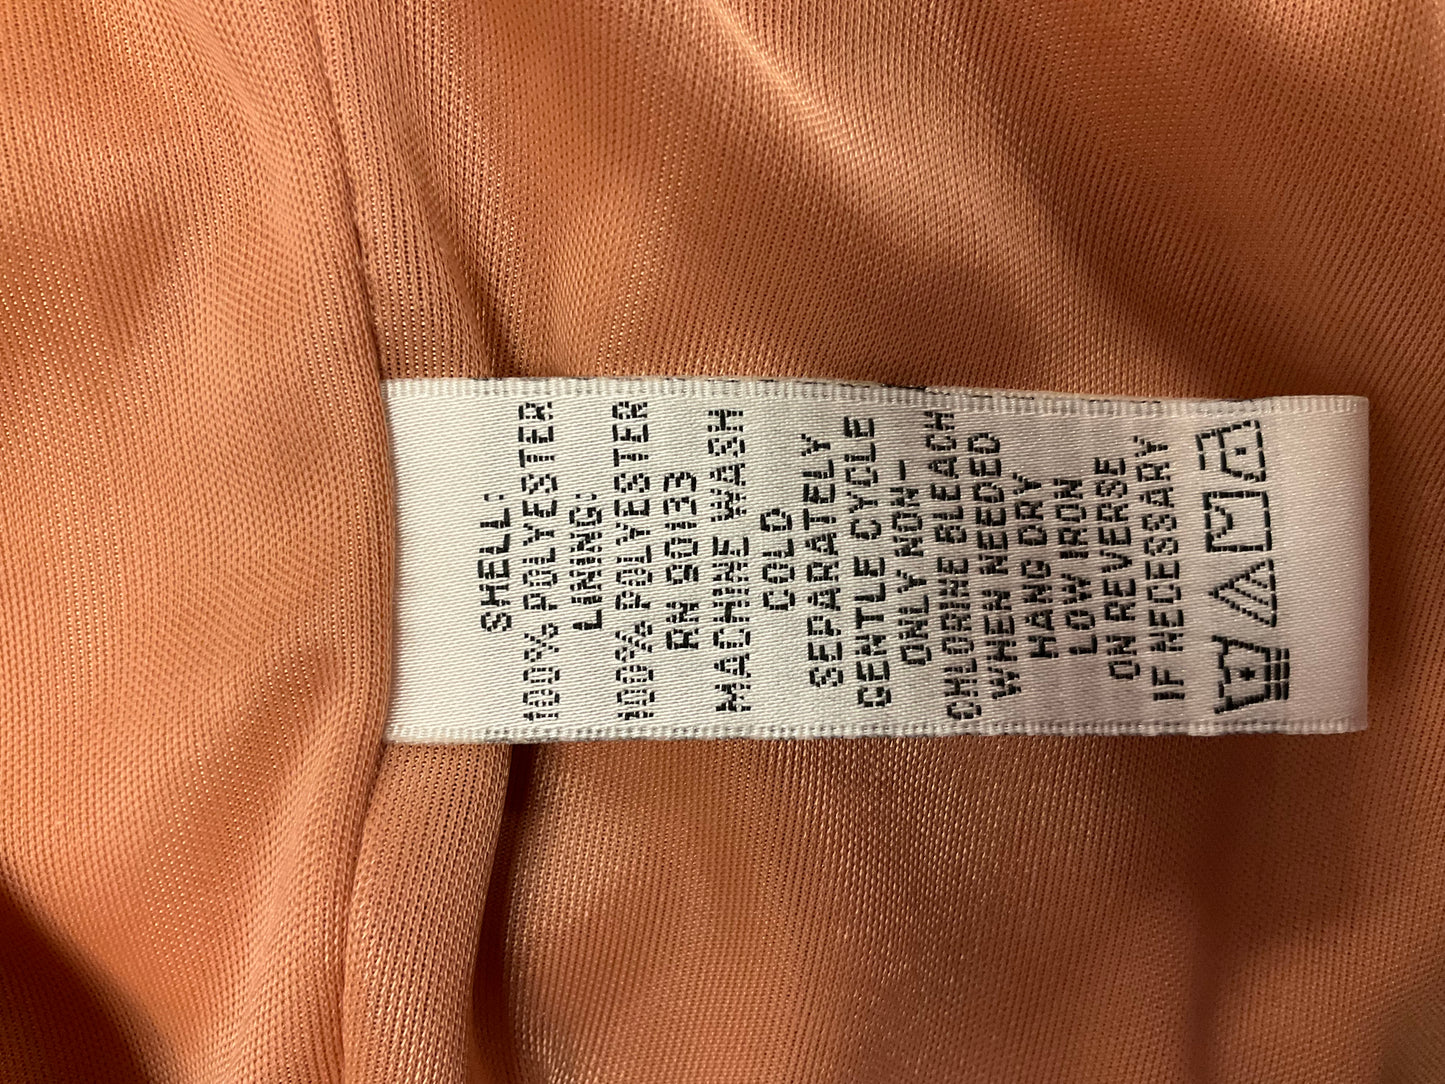 SHELL:
100% POLYESTER
LINING:
100% POLYESTER
RN 90133
MACHINE WASH
COLD
SEPARATELY
GENTLE CYCLE
ONLY NON-
CHLORINE BLEACH
WHEN NEEDED
HANG DRY
LOW IRON
ON REVERSE
IF NECESSARY